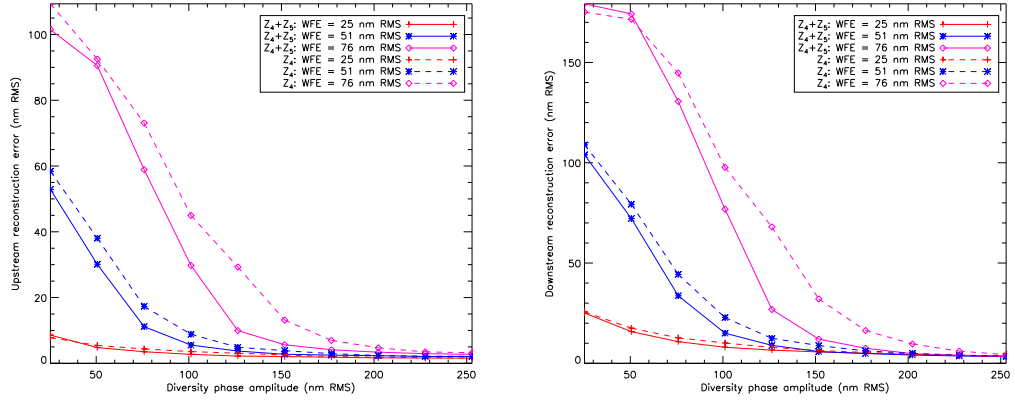 Upstream reconstruction error (nm RMS)
100
80
60
40
20
0
Z4+Z5: WFE = 25 nm RMS
Z4+Z5: WFE = 51 nm RMS
Z4+Z5: WFE = 76 nm RMS
Z4: WFE = 25 nm RMS
Z4: WFE = 51 nm RMS
Z4: WFE = 76 nm RMS
50 100 150 200 250
Diversity phase amplitude (nm RMS)
Downstream reconstruction error (nm RMS)
150
100
50
0
Z4+Z5: WFE = 25 nm RMS
Z4+Z5: WFE = 51 nm RMS
Z4+Z5: WFE = 76 nm RMS
Z4: WFE = 25 nm RMS
Z4: WFE = 51 nm RMS
Z4: WFE = 76 nm RMS
50 100 150 200 250
Diversity phase amplitude (nm RMS)